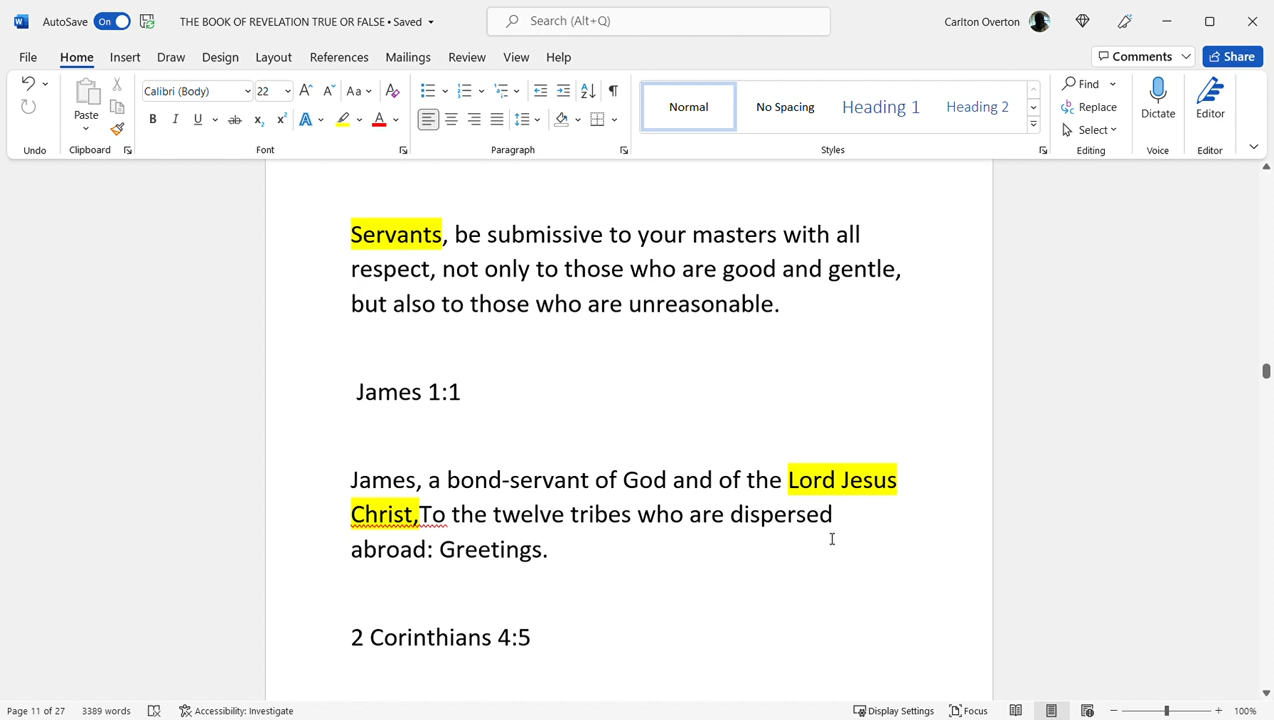 AutoSave On THE BOOK OF REVELATION TRUE OR FALSE • Saved Search (Alt+Q) Carlton Overton
File Home Insert Draw Design Layout References Mailings Review View Help Comments Share
Calibri (Body) 22 Aa
Paste
Normal No Spacing Heading 1 Heading 2
Find
Replace
Select
Dictate Editor
Undo Clipboard Font Paragraph Styles Editing Voice Editor
Servants, be submissive to your masters with all
respect, not only to those who are good and gentle,
but also to those who are unreasonable.
James 1:1
James, a bond-servant of God and of the Lord Jesus
Christ,To the twelve tribes who are dispersed
abroad: Greetings.
2 Corinthians 4:5
Page 11 of 27 3389 words Accessibility: Investigate Display Settings Focus 100%